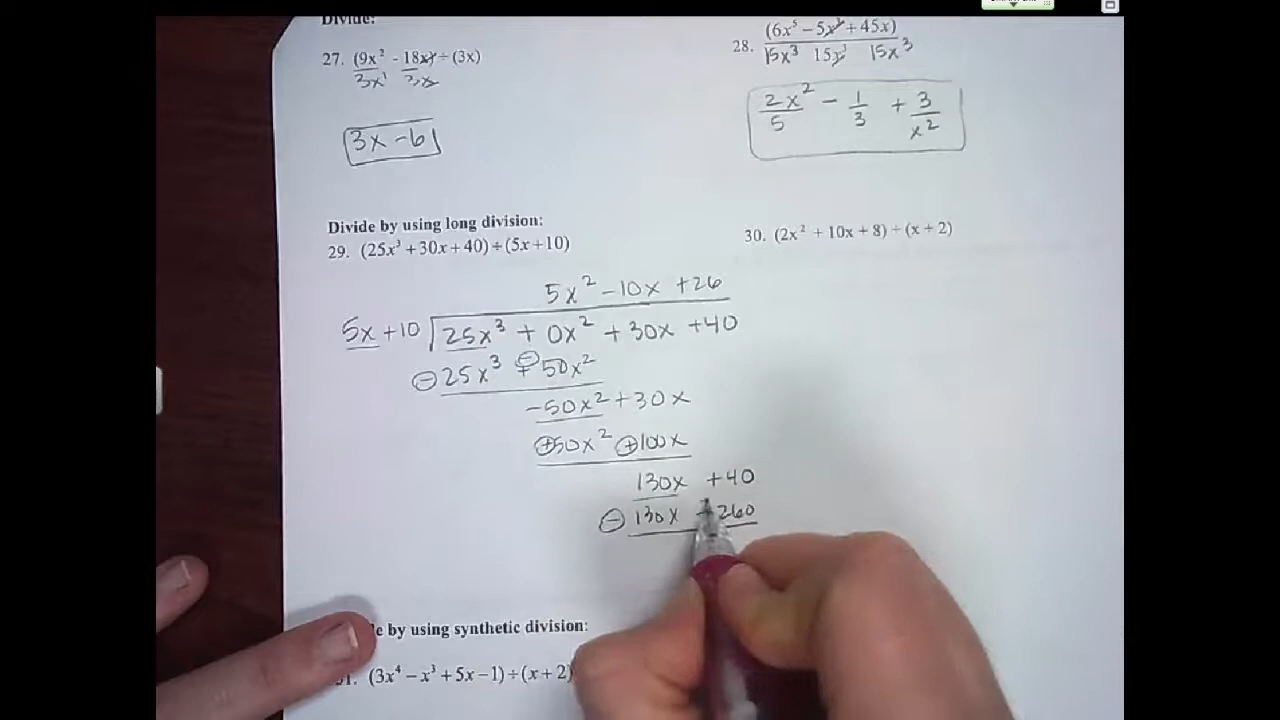 Divide:
27. (9x² - 18x) ÷ (3x)
3x¹ 3x
3x - 6
28. (6x⁵ - 5x³ + 45x)
15x³ 15x³ 15x³
2x²/5 - 1/3 + 3/x²
Divide by using long division:
29. (25x³ + 30x + 40) ÷ (5x + 10)
30. (2x² + 10x + 8) ÷ (x + 2)
5x² - 10x + 26
5x + 10 25x³ + 0x² + 30x + 40
⊖ 25x³ ⊖ + 50x²
-50x² + 30x
⊕ 50x² ⊕ 100x
130x + 40
⊖ 130x + 260
e by using synthetic division:
31. (3x⁴ - x³ + 5x - 1) ÷ (x + 2)